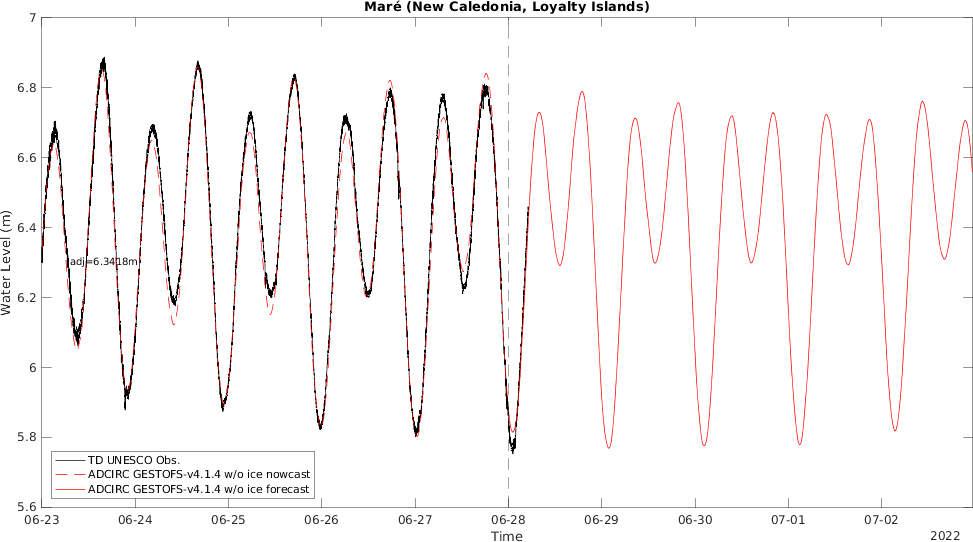 Maré (New Caledonia, Loyalty Islands)
7
6.8
6.6
6.4
6.2
6
5.8
5.6
Water Level (m)
adj=6.3418m
TD UNESCO Obs.
ADCIRC GESTOFS-v4.1.4 w/o ice nowcast
ADCIRC GESTOFS-v4.1.4 w/o ice forecast
06-23 06-24 06-25 06-26 06-27 06-28 06-29 06-30 07-01 07-02
Time
2022